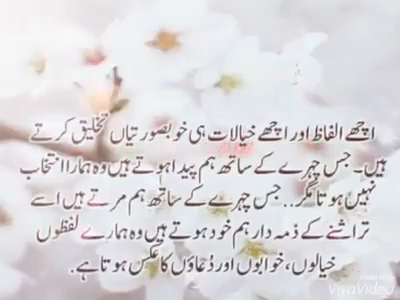 اچھے الفاظ اور اچھے خیالات ہی خوبصورتیاں تخلیق کرتے
ہیں۔ جس چہرے کے ساتھ ہم پیدا ہوتے ہیں وہ ہمارا انتخاب
نہیں ہوتا مگر.. جس چہرے کے ساتھ ہم مرتے ہیں اسے
تراشنے کے ذمہ دار ہم خود ہوتے ہیں وہ ہمارے لفظوں
خیالوں، خوابوں اور دُعاؤں کا عکس ہوتا ہے۔
VivaVideo